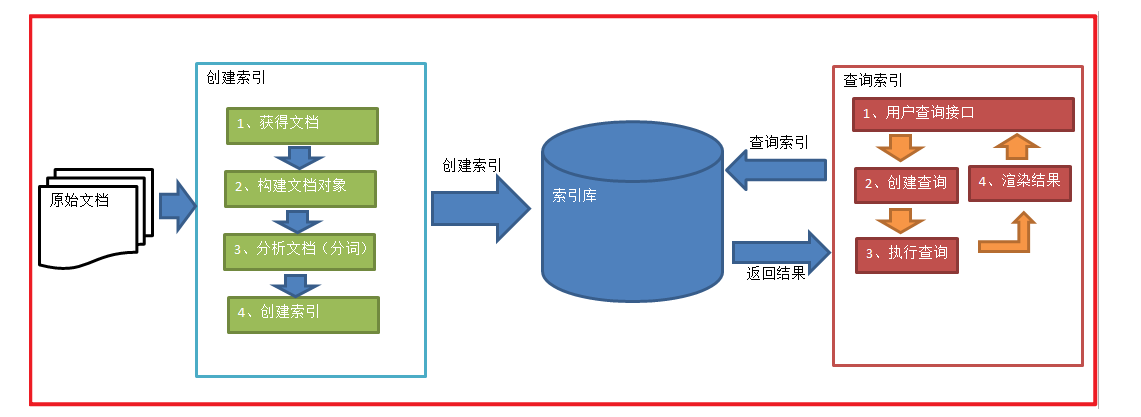 原始文档
创建索引
1、获得文档
2、构建文档对象
3、分析文档（分词）
4、创建索引
创建索引
索引库
查询索引
返回结果
查询索引
1、用户查询接口
2、创建查询
3、执行查询
4、渲染结果